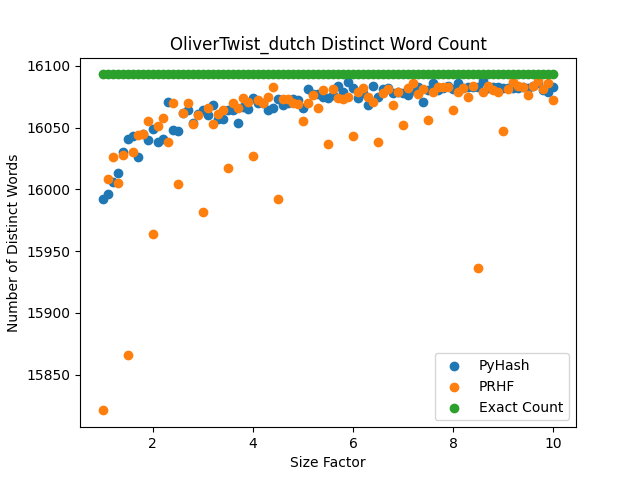 OliverTwist_dutch Distinct Word Count
Number of Distinct Words
16100
16050
16000
15950
15900
15850
2
4
6
8
10
Size Factor
PyHash
PRHF
Exact Count